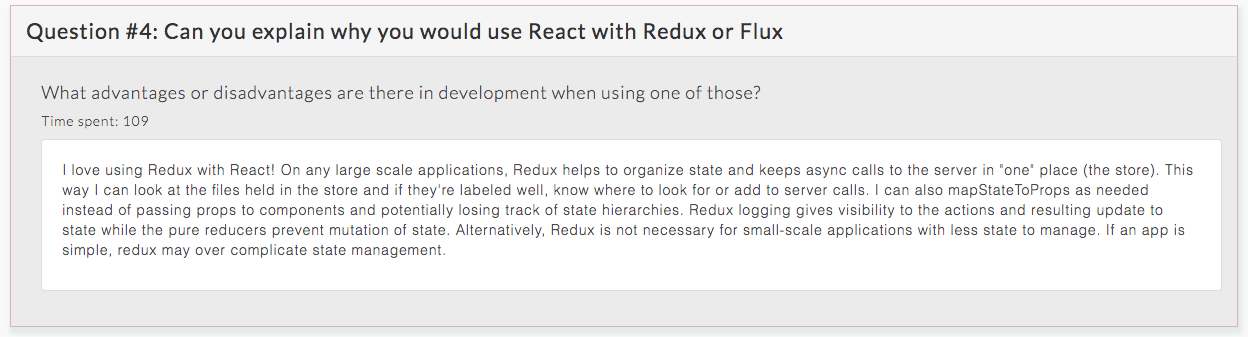 Question #4: Can you explain why you would use React with Redux or Flux
What advantages or disadvantages are there in development when using one of those?
Time spent: 109
I love using Redux with React! On any large scale applications, Redux helps to organize state and keeps async calls to the server in "one" place (the store). This
way I can look at the files held in the store and if they're labeled well, know where to look for or add to server calls. I can also mapStateToProps as needed
instead of passing props to components and potentially losing track of state hierarchies. Redux logging gives visibility to the actions and resulting update to
state while the pure reducers prevent mutation of state. Alternatively, Redux is not necessary for small-scale applications with less state to manage. If an app is
simple, redux may over complicate state management.